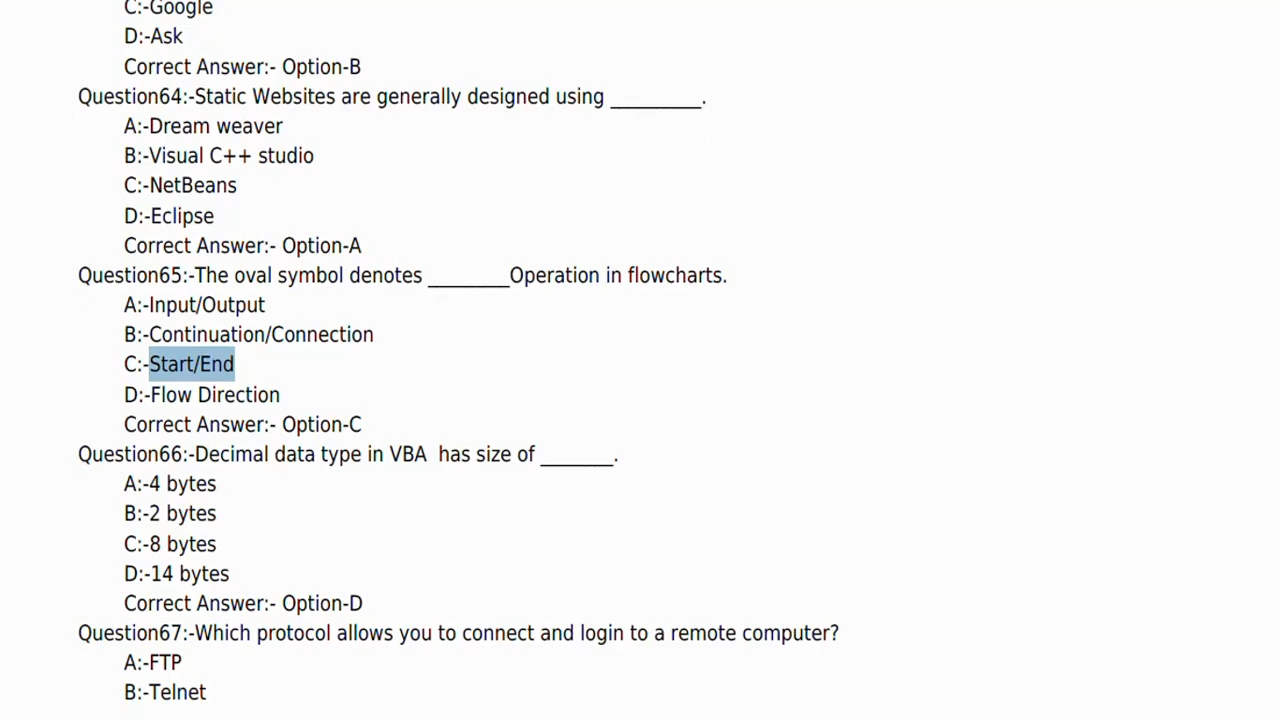 C:-Google
D:-Ask
Correct Answer:- Option-B
Question64:-Static Websites are generally designed using _________.
A:-Dream weaver
B:-Visual C++ studio
C:-NetBeans
D:-Eclipse
Correct Answer:- Option-A
Question65:-The oval symbol denotes ________Operation in flowcharts.
A:-Input/Output
B:-Continuation/Connection
C:-Start/End
D:-Flow Direction
Correct Answer:- Option-C
Question66:-Decimal data type in VBA  has size of _______.
A:-4 bytes
B:-2 bytes
C:-8 bytes
D:-14 bytes
Correct Answer:- Option-D
Question67:-Which protocol allows you to connect and login to a remote computer?
A:-FTP
B:-Telnet